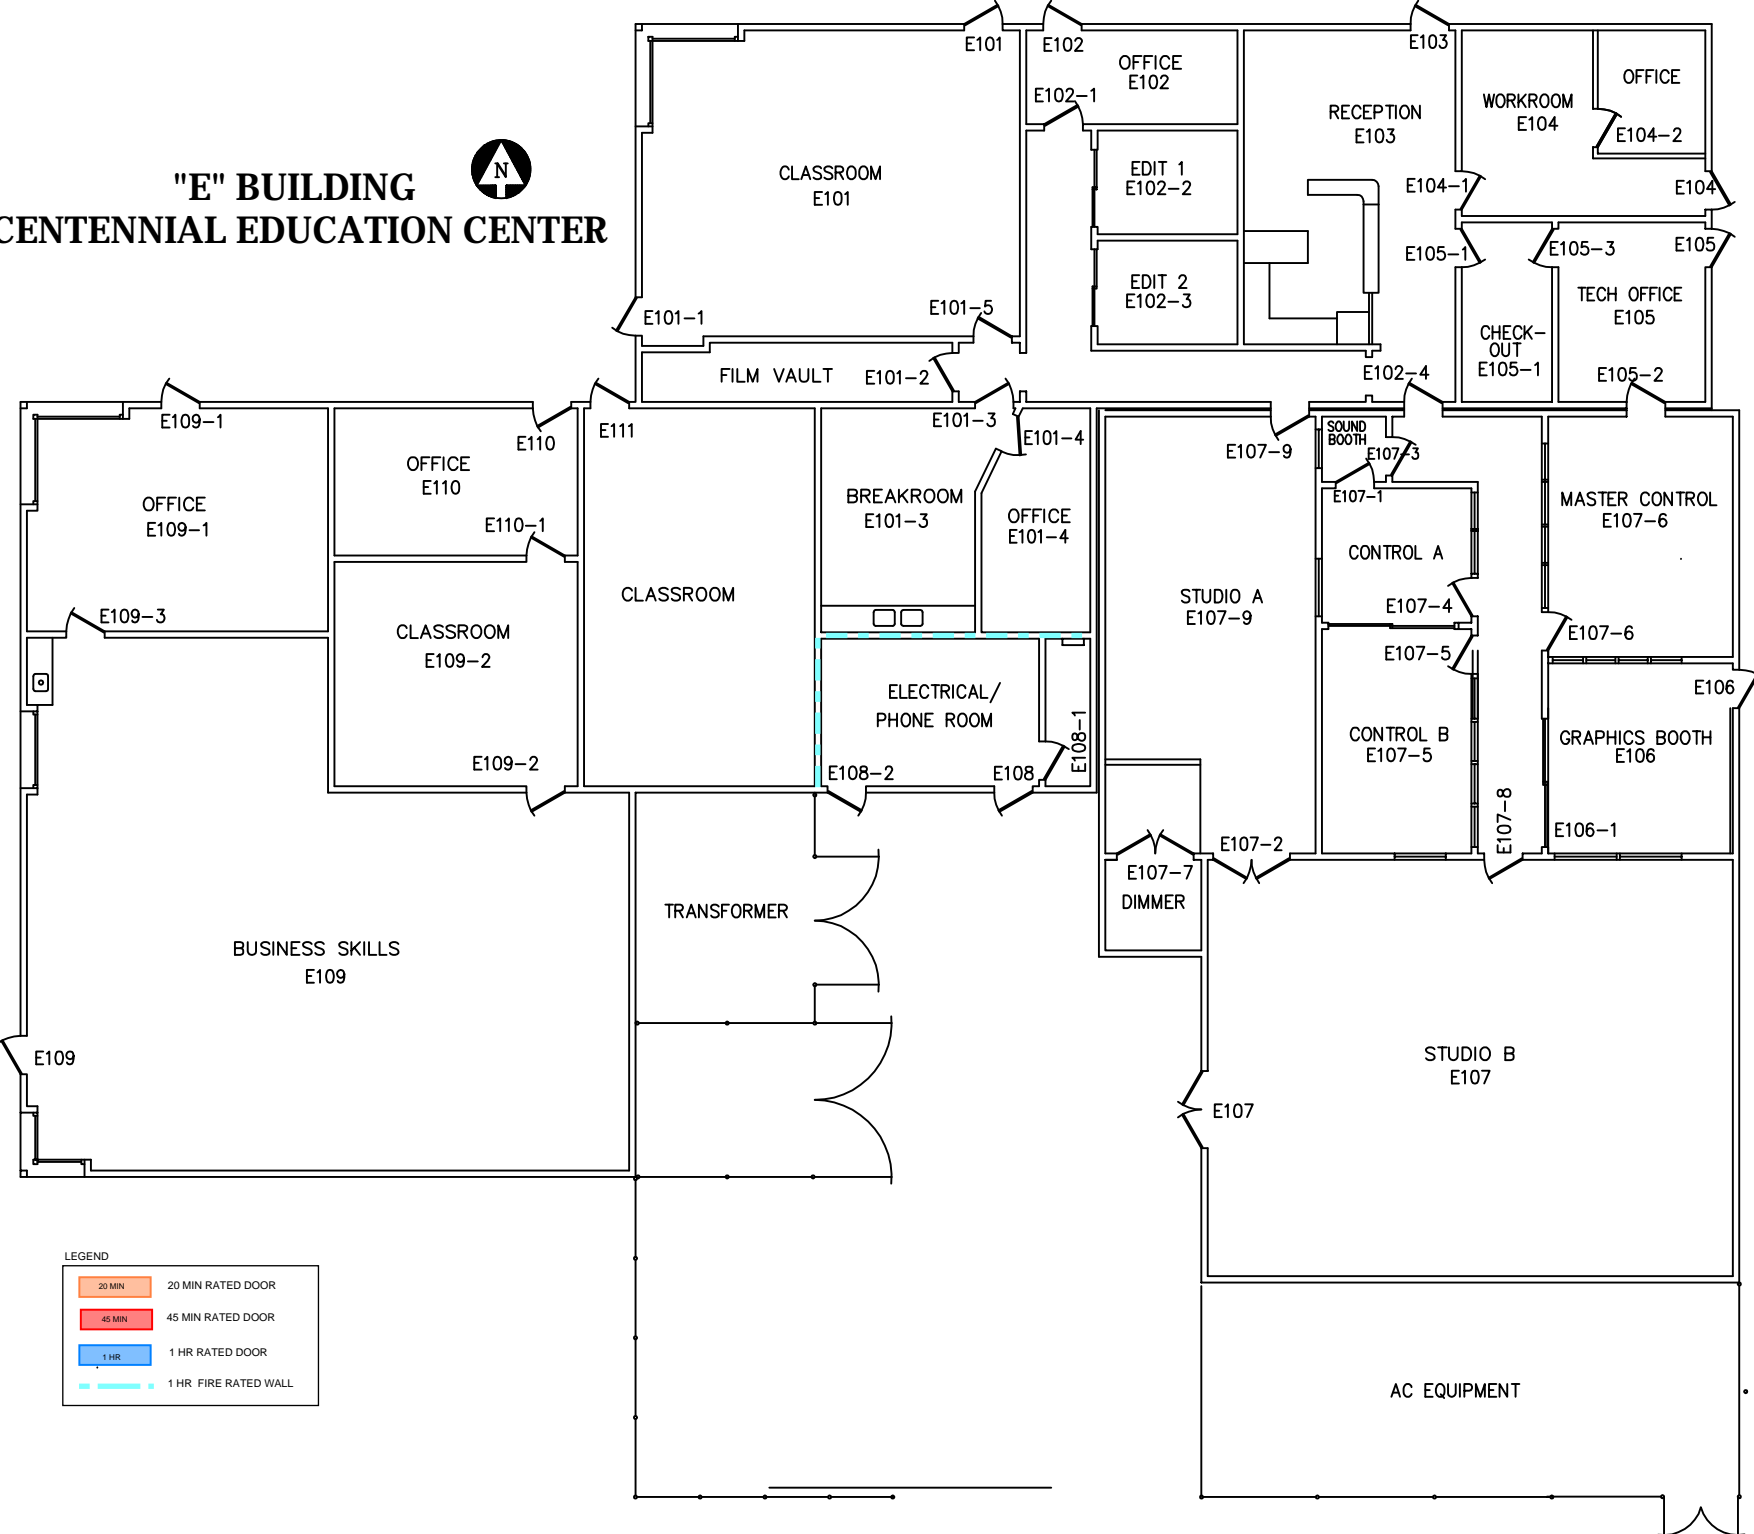 "E" BUILDING
CENTENNIAL EDUCATION CENTER
N
E101
E102
E103
OFFICE
E102
E102-1
RECEPTION
E103
WORKROOM
E104
OFFICE
E104-2
CLASSROOM
E101
EDIT 1
E102-2
E104-1
E104
E105-1
E105-3
E105
EDIT 2
E102-3
TECH OFFICE
E105
E101-1
E101-5
CHECK-
OUT
E105-1
FILM VAULT
E101-2
E102-4
E105-2
E109-1
E110
E111
E101-3
E101-4
E107-9
SOUND
BOOTH
E107-3
OFFICE
E110
OFFICE
E109-1
E110-1
BREAKROOM
E101-3
OFFICE
E101-4
E107-1
MASTER CONTROL
E107-6
CONTROL A
CLASSROOM
STUDIO A
E107-9
E107-4
E109-3
CLASSROOM
E109-2
E107-6
E107-5
ELECTRICAL/
PHONE ROOM
E108-1
E106
CONTROL B
E107-5
GRAPHICS BOOTH
E106
E109-2
E108-2
E108
E107-8
E106-1
E107-2
E107-7
DIMMER
TRANSFORMER
BUSINESS SKILLS
E109
E109
STUDIO B
E107
E107
LEGEND
20 MIN
20 MIN RATED DOOR
45 MIN
45 MIN RATED DOOR
1 HR
1 HR RATED DOOR
1 HR FIRE RATED WALL
AC EQUIPMENT